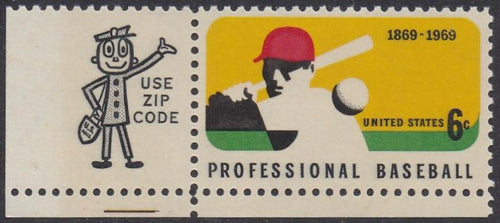 USE
ZIP
CODE
1869-1969
UNITED STATES 6c
PROFESSIONAL BASEBALL